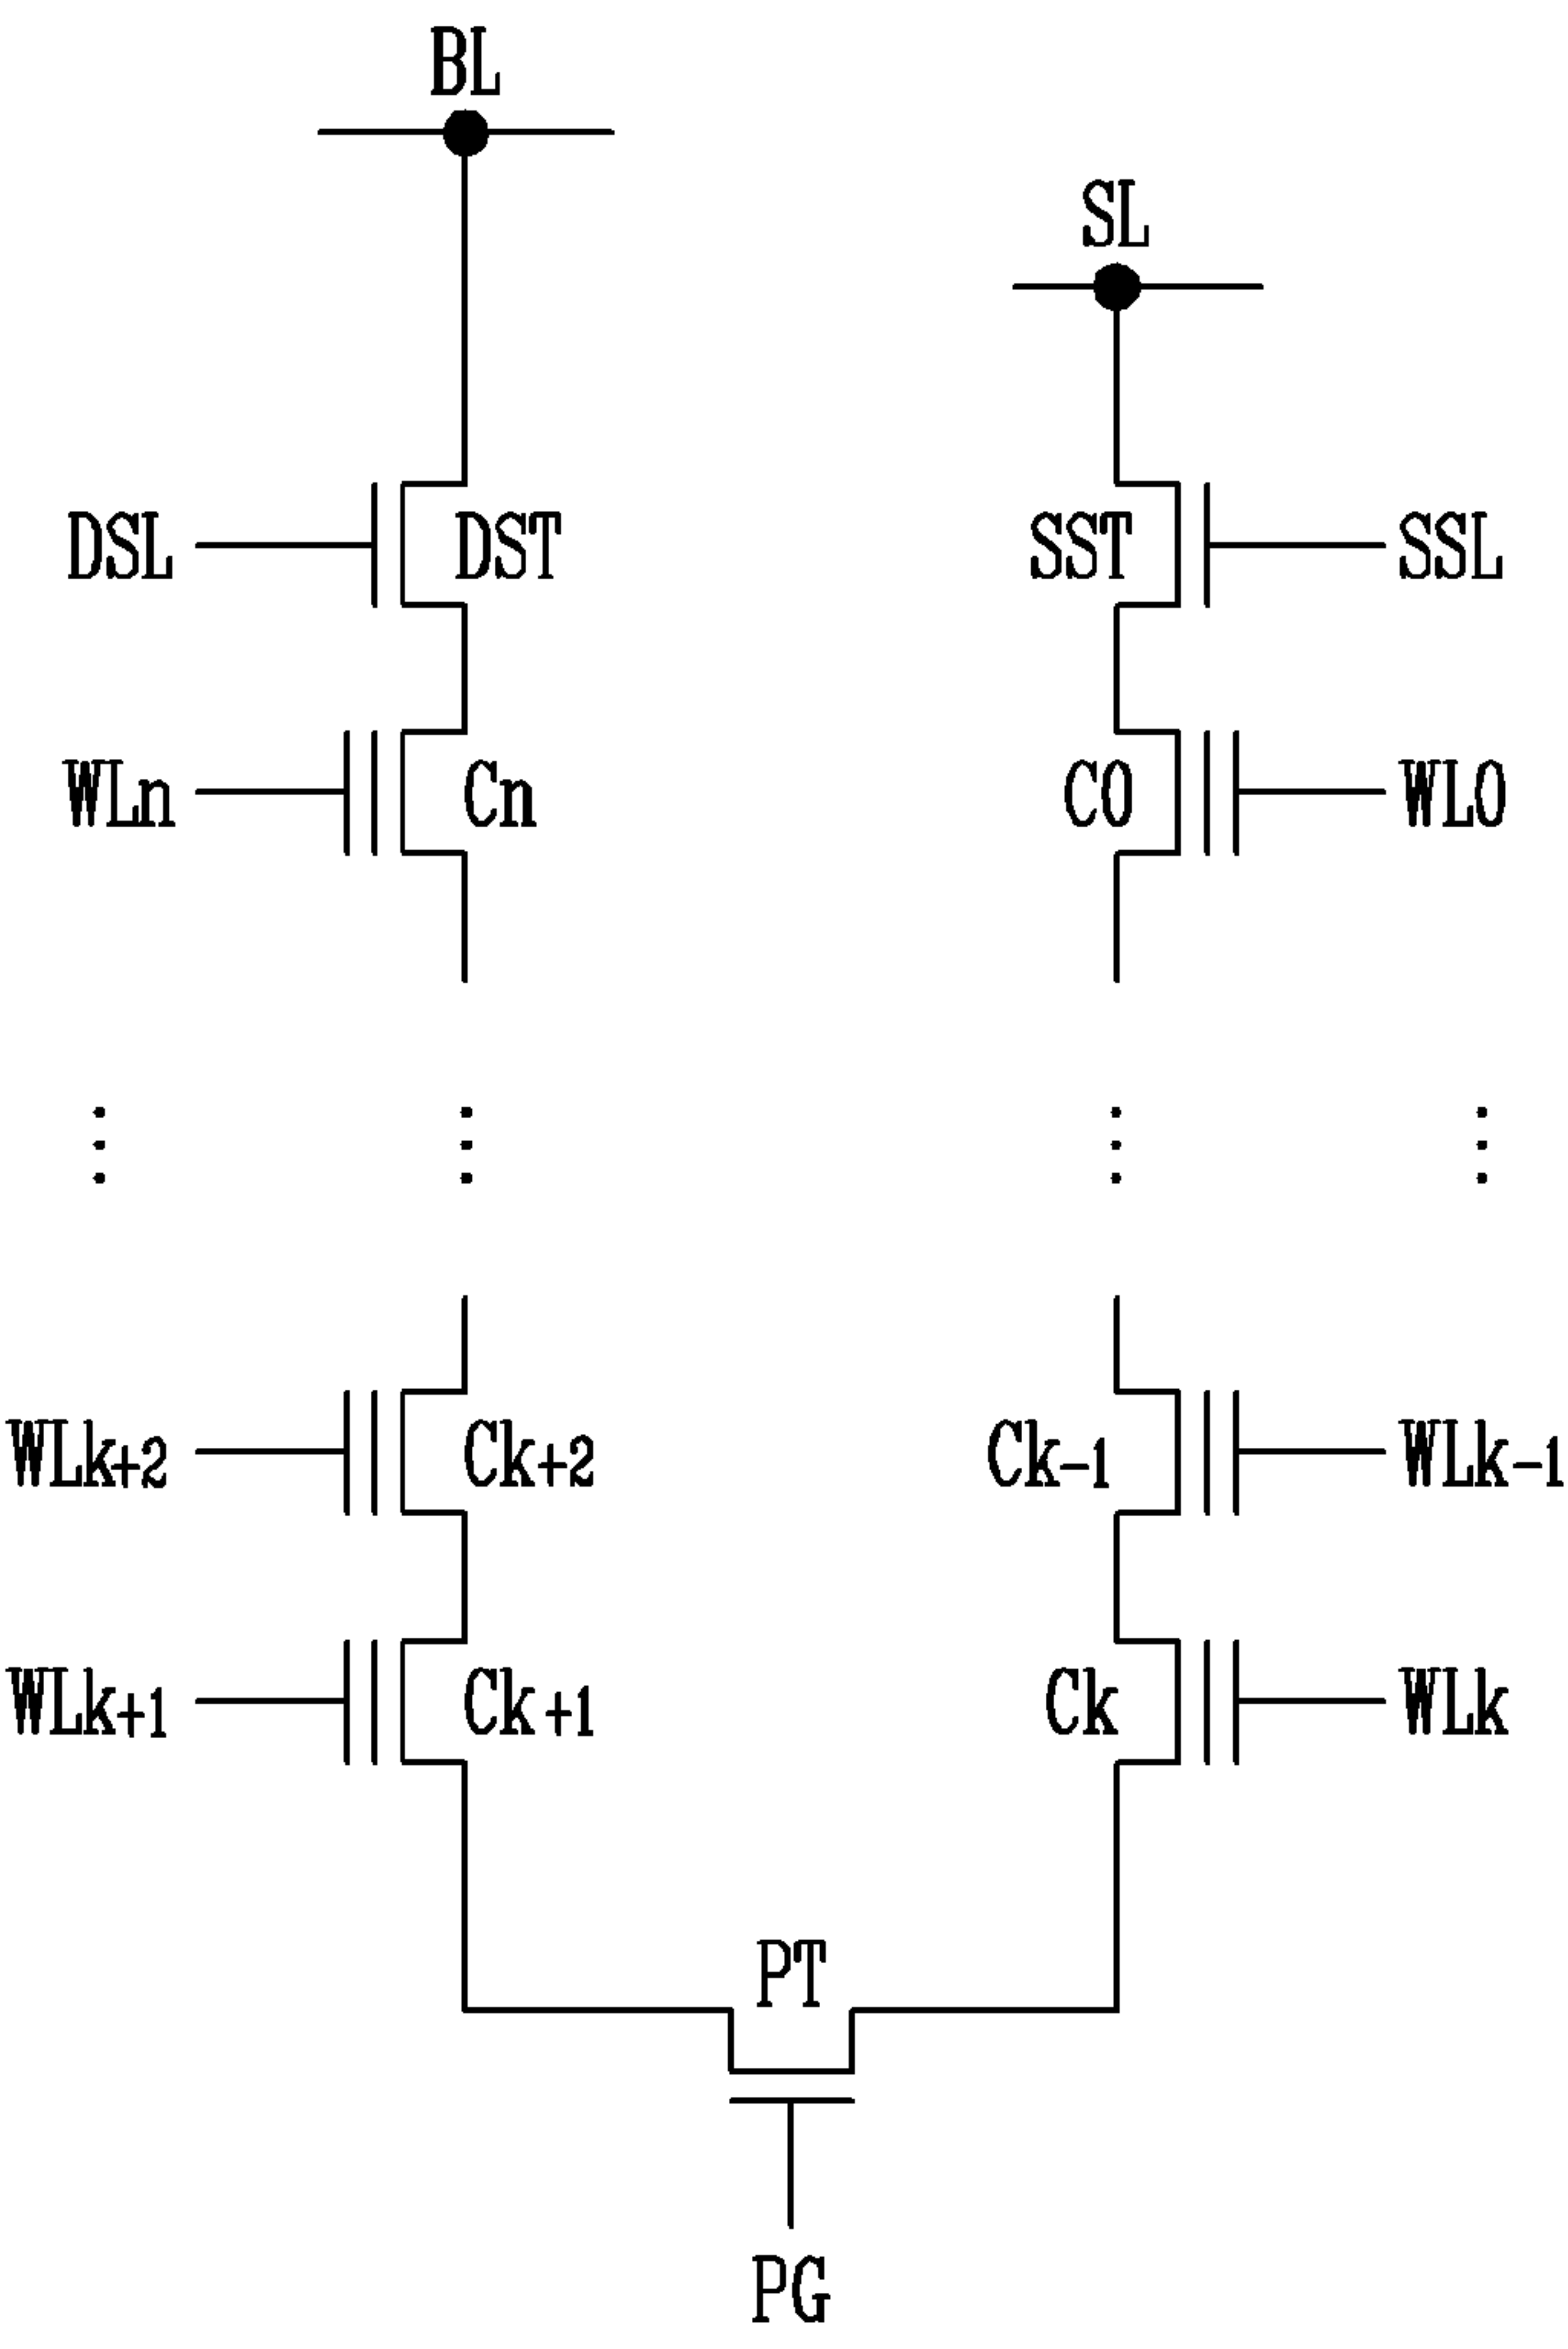 BL
SL
DSL DST SST SSL
WLn Cn C0 WL0
WLk+2 Ck+2 Ck-1 WLk-1
WLk+1 Ck+1 Ck WLk
PT
PG